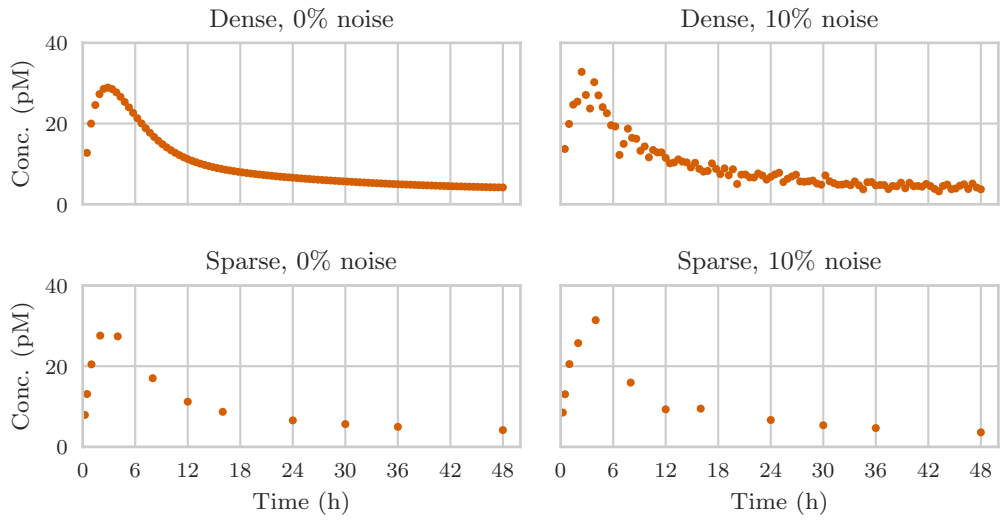 Dense, 0% noise
Dense, 10% noise
Conc. (pM)
40
20
0
Sparse, 0% noise
Sparse, 10% noise
Conc. (pM)
40
20
0
0 6 12 18 24 30 36 42 48
0 6 12 18 24 30 36 42 48
Time (h)
Time (h)